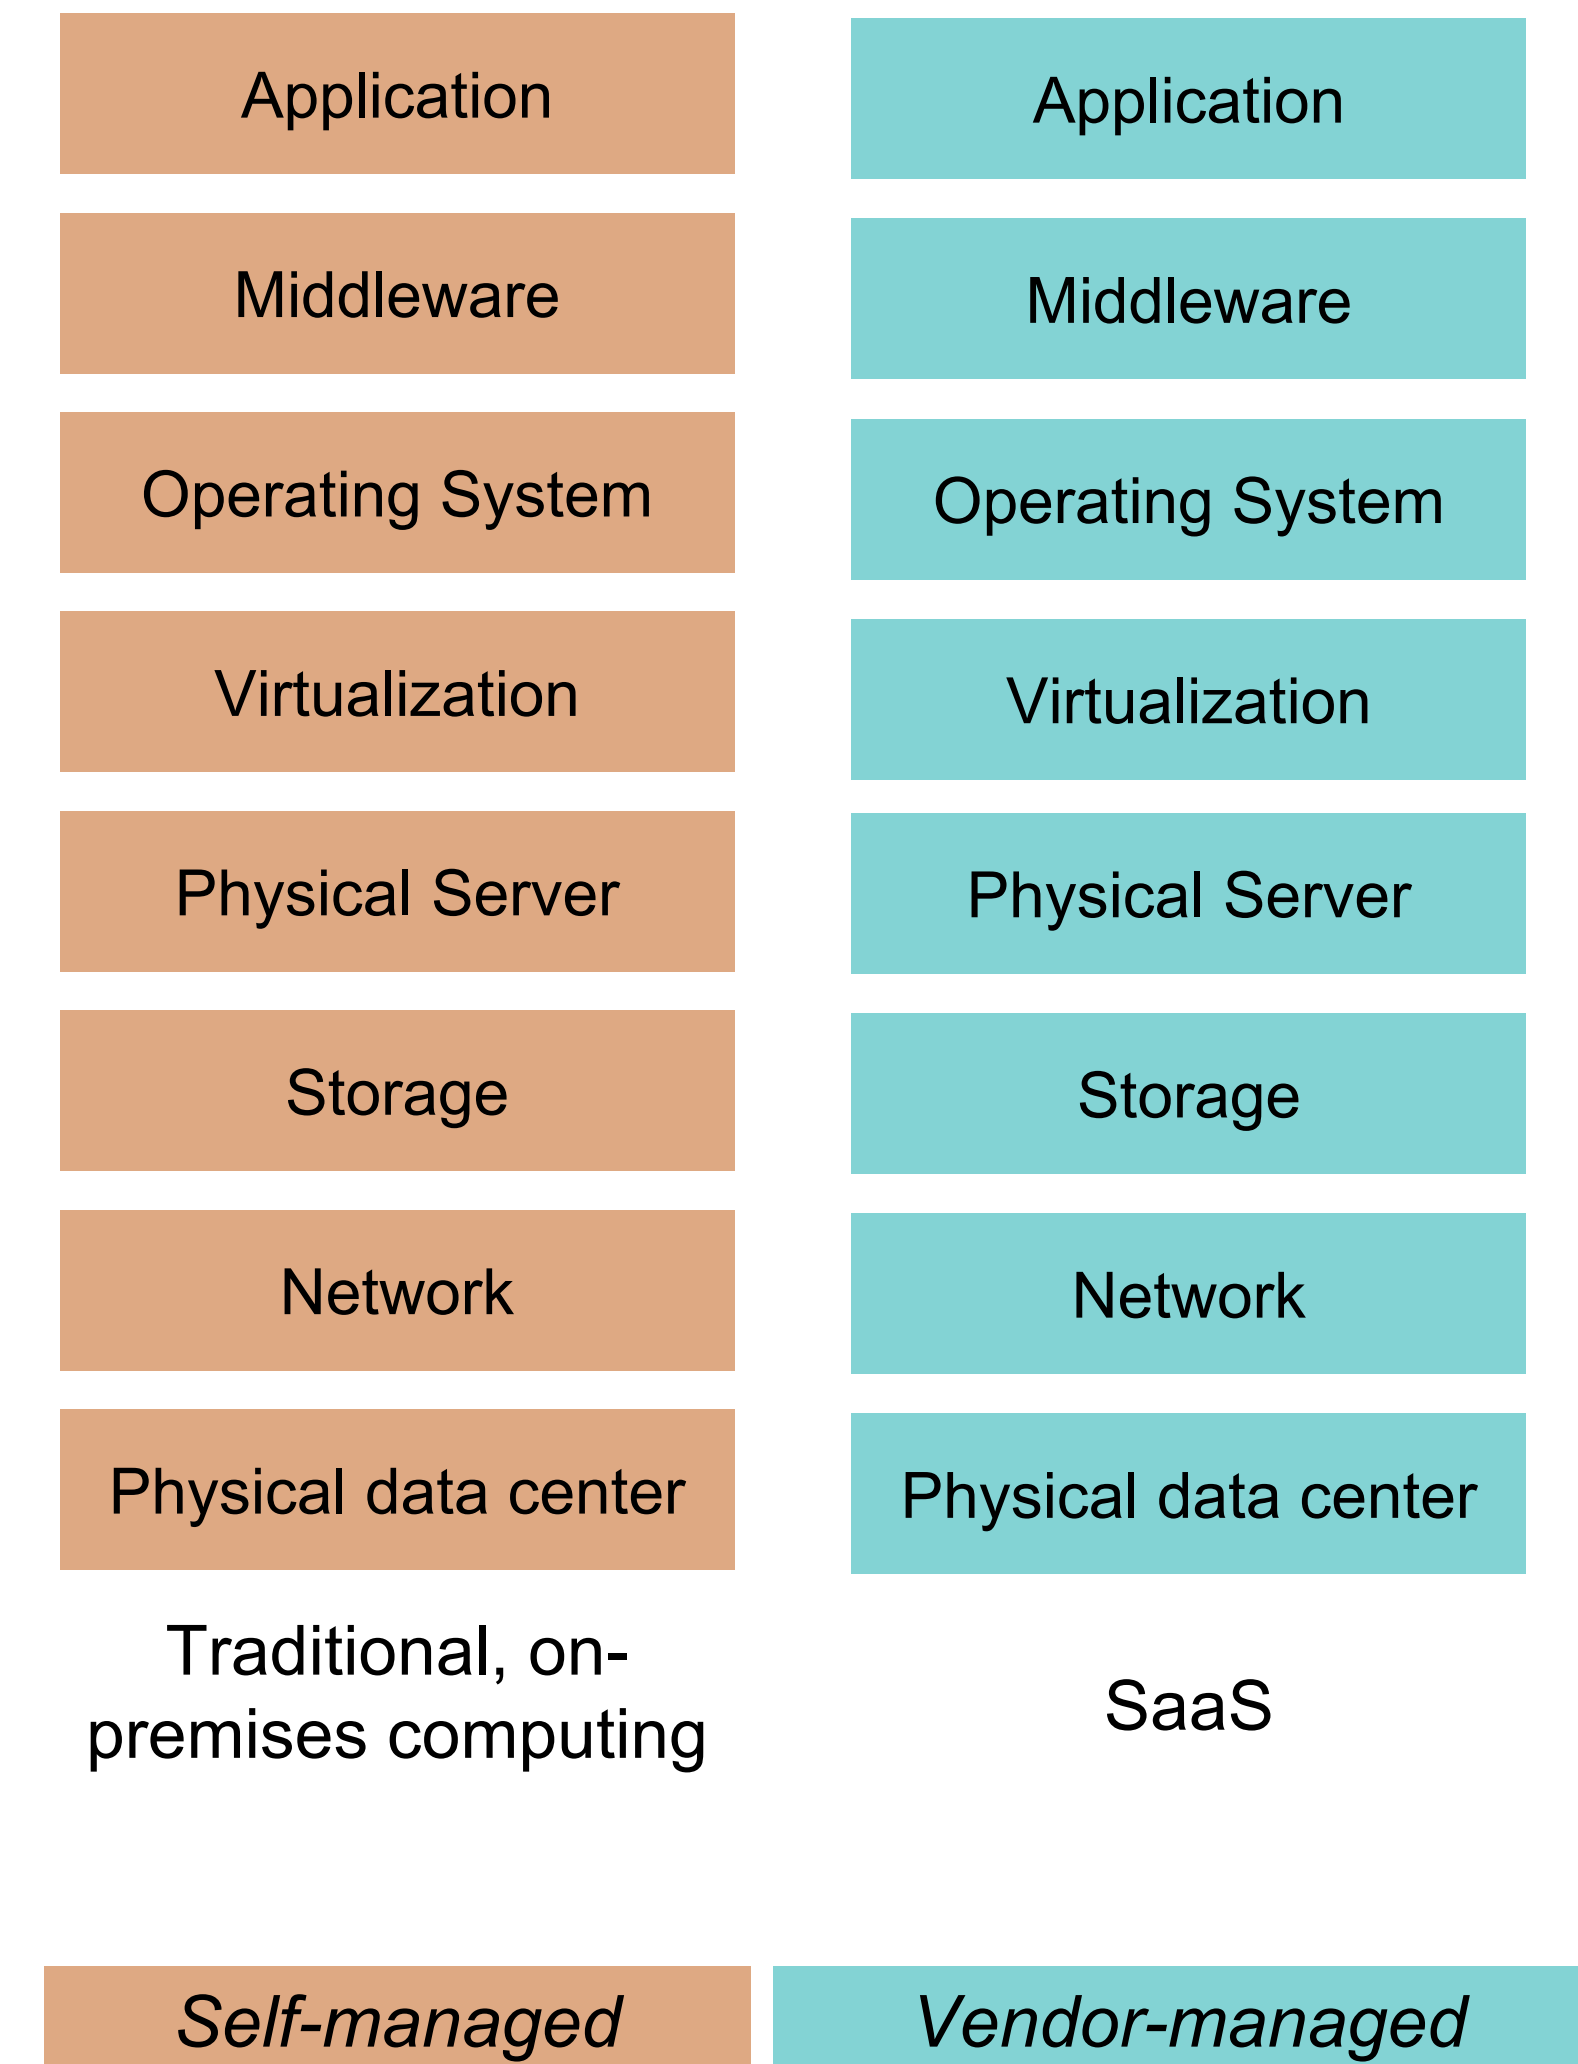 Application
Middleware
Operating System
Virtualization
Physical Server
Storage
Network
Physical data center
Traditional, on-
premises computing
Application
Middleware
Operating System
Virtualization
Physical Server
Storage
Network
Physical data center
SaaS
Self-managed
Vendor-managed